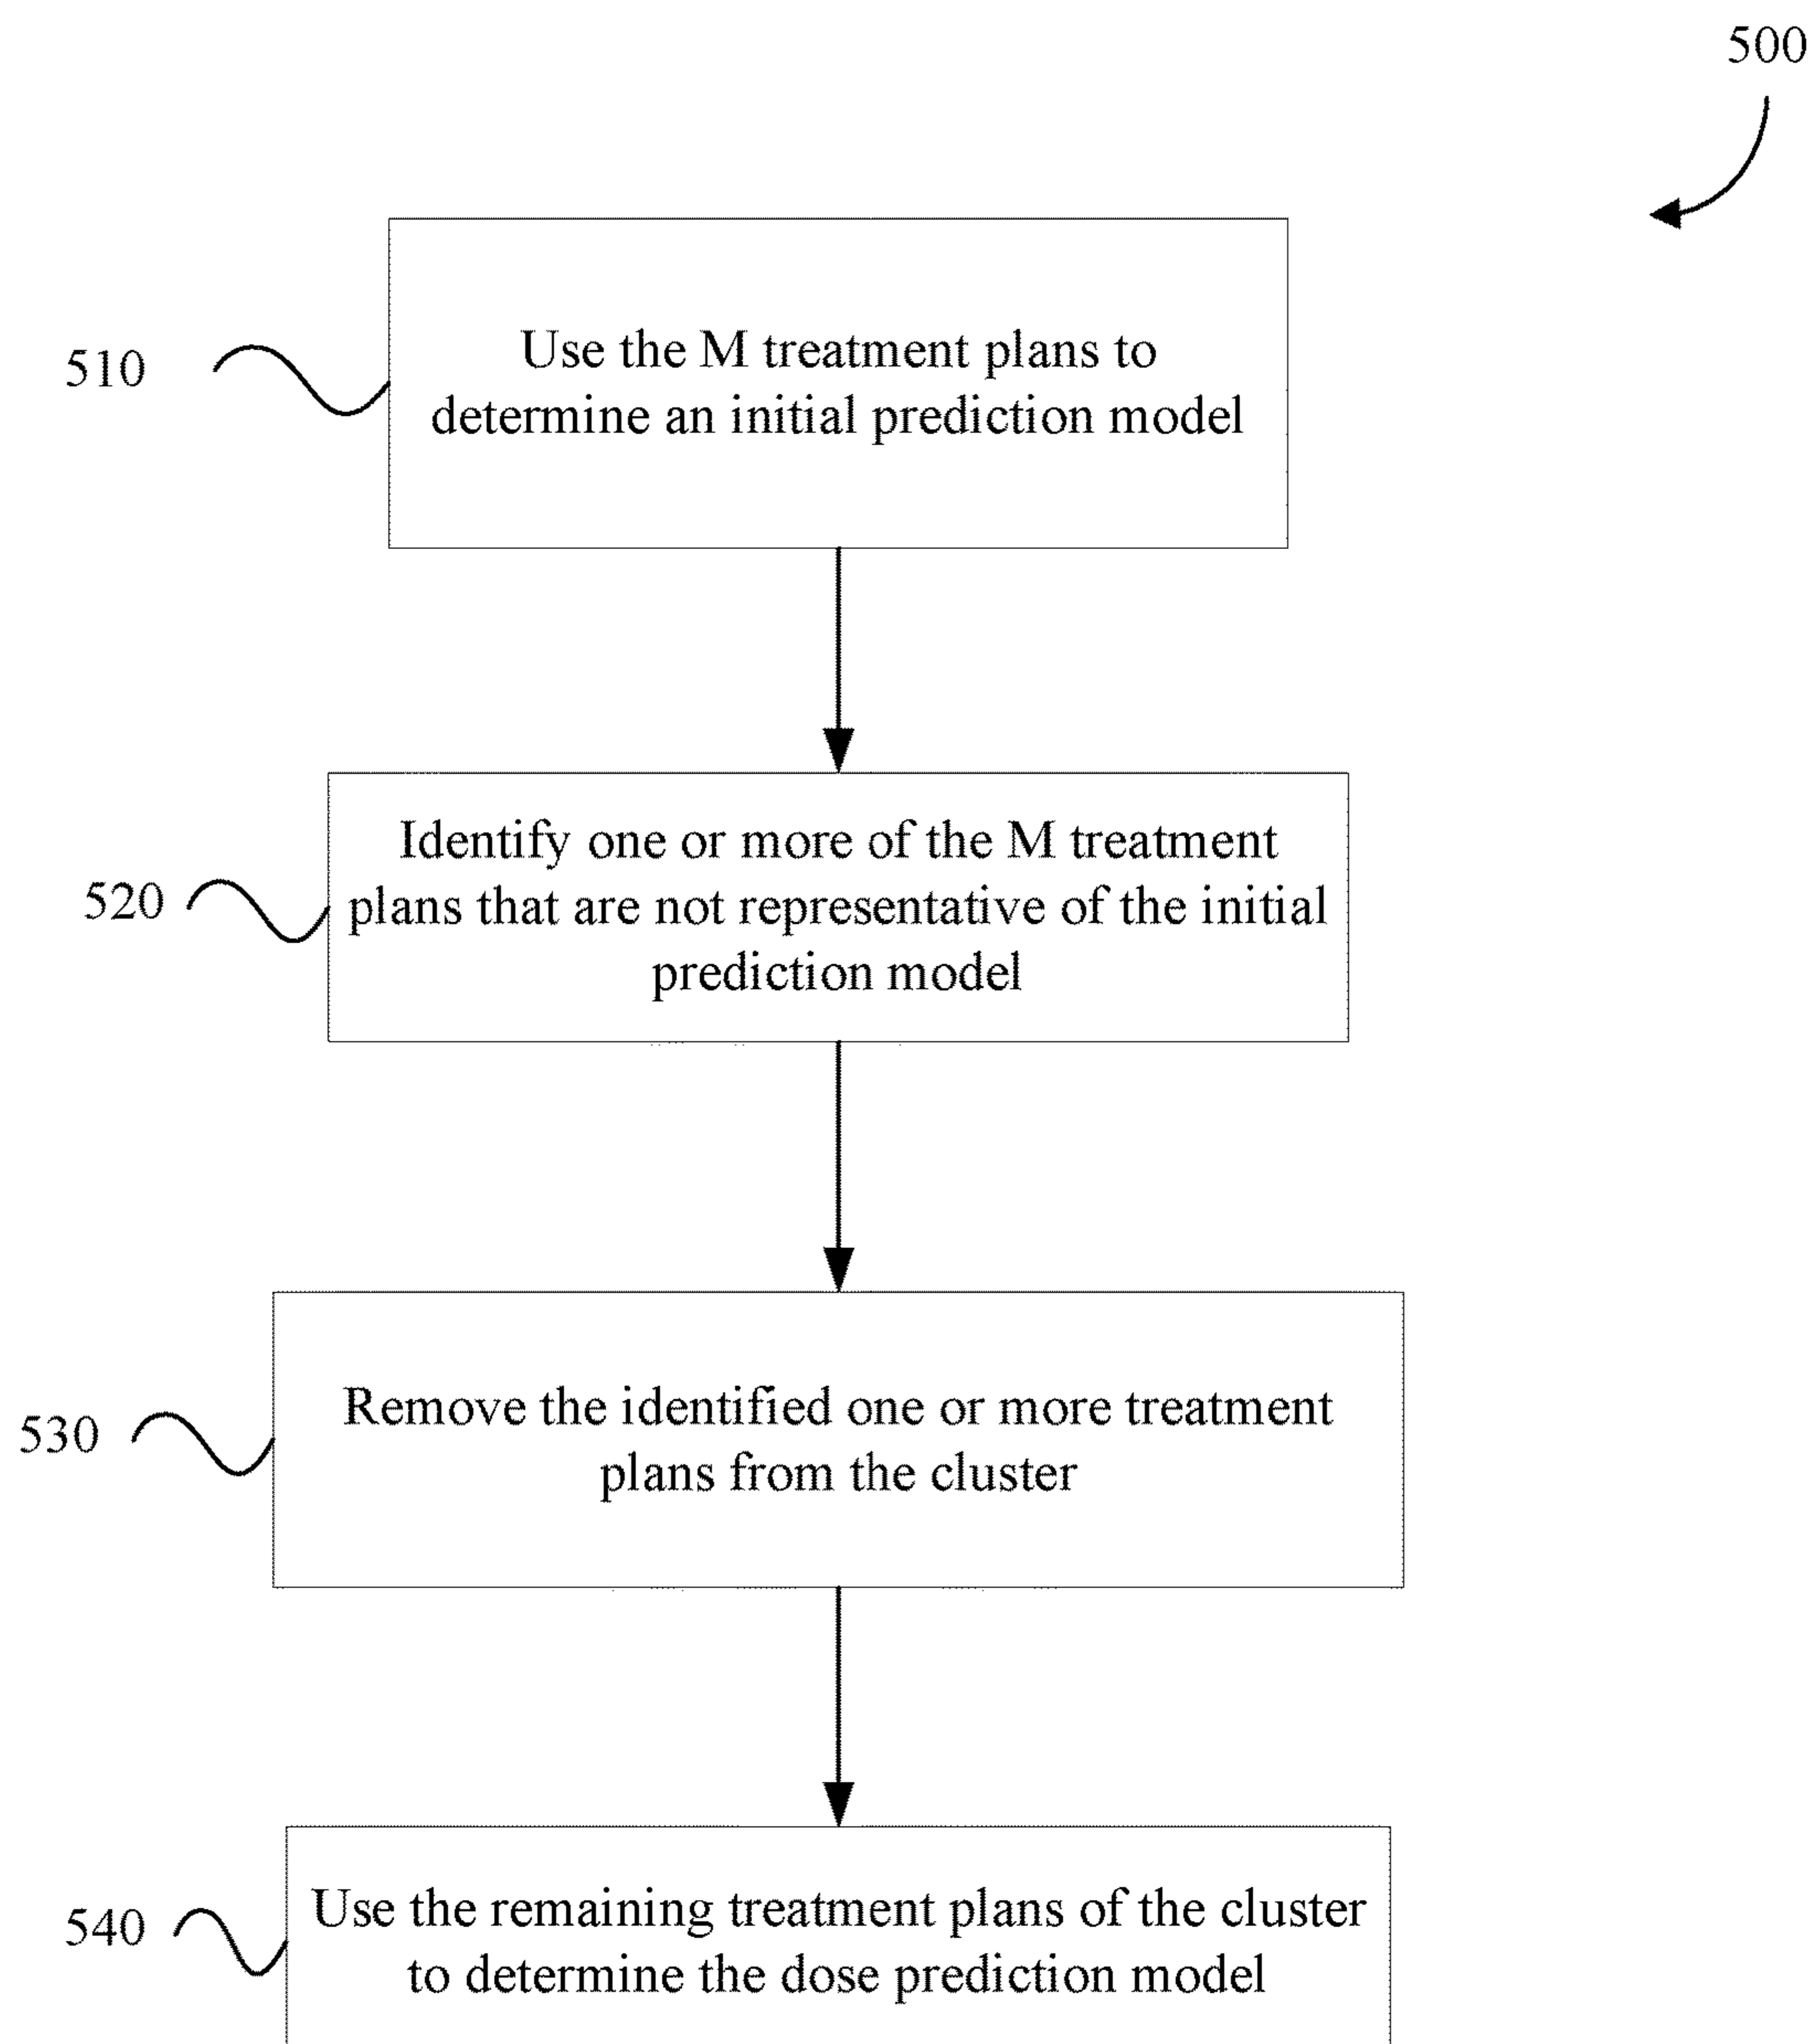 500
510
Use the M treatment plans to
determine an initial prediction model
520
Identify one or more of the M treatment
plans that are not representative of the initial
prediction model
530
Remove the identified one or more treatment
plans from the cluster
540
Use the remaining treatment plans of the cluster
to determine the dose prediction model